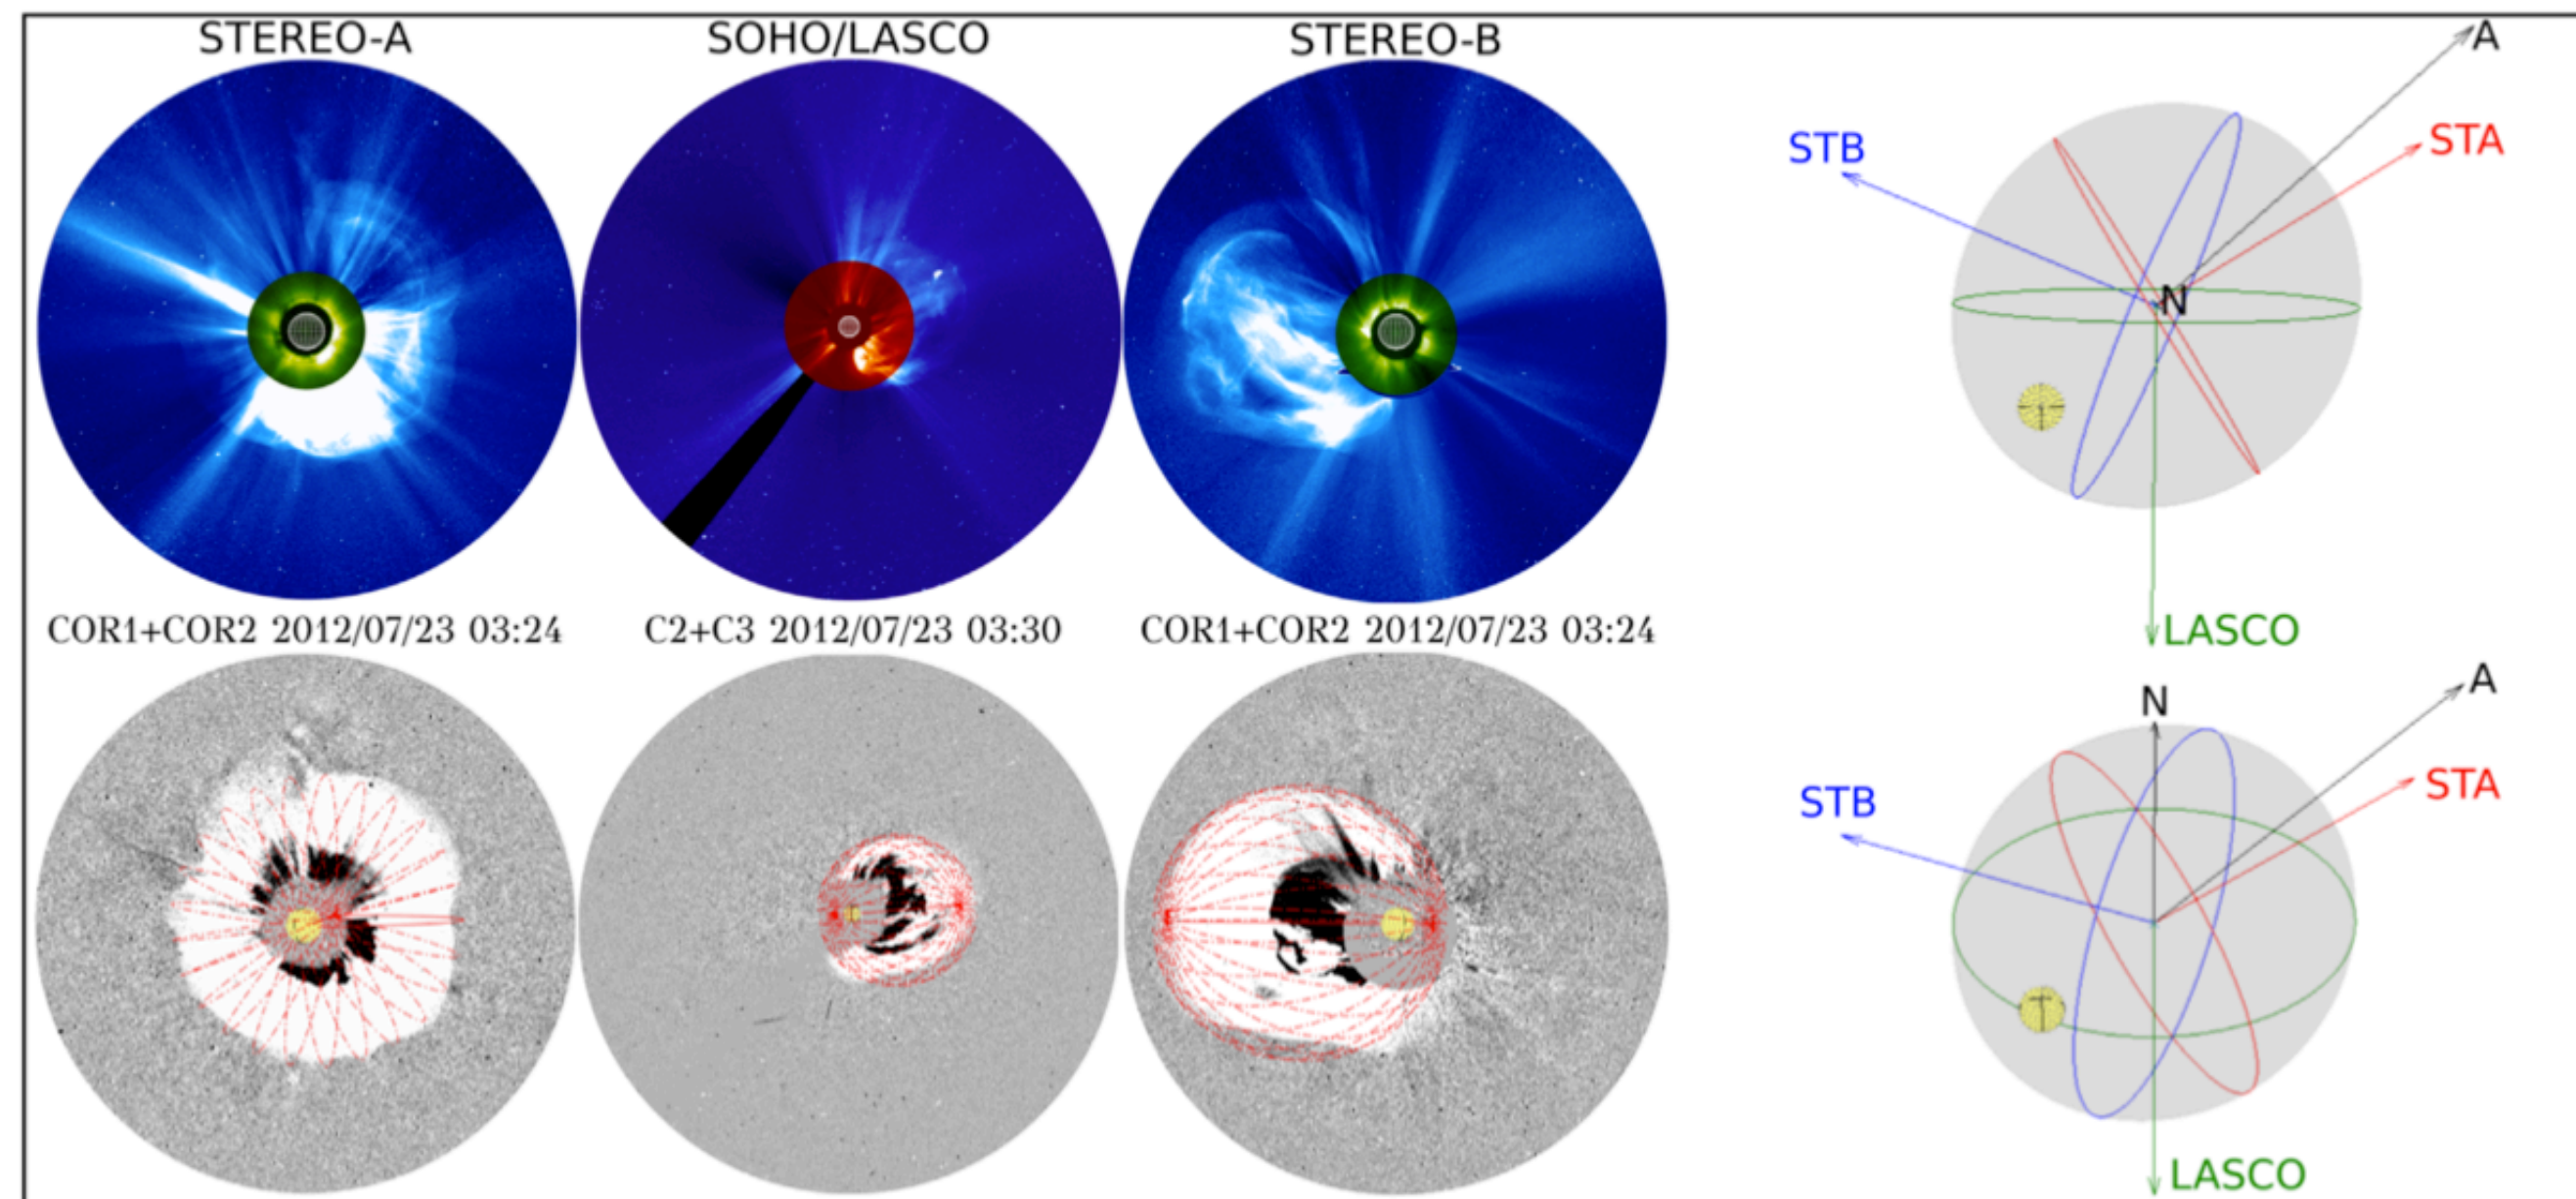 STEREO-A
SOHO/LASCO
STEREO-B
A
STB
STA
N
LASCO
COR1+COR2 2012/07/23 03:24
C2+C3 2012/07/23 03:30
COR1+COR2 2012/07/23 03:24
A
N
STB
STA
LASCO